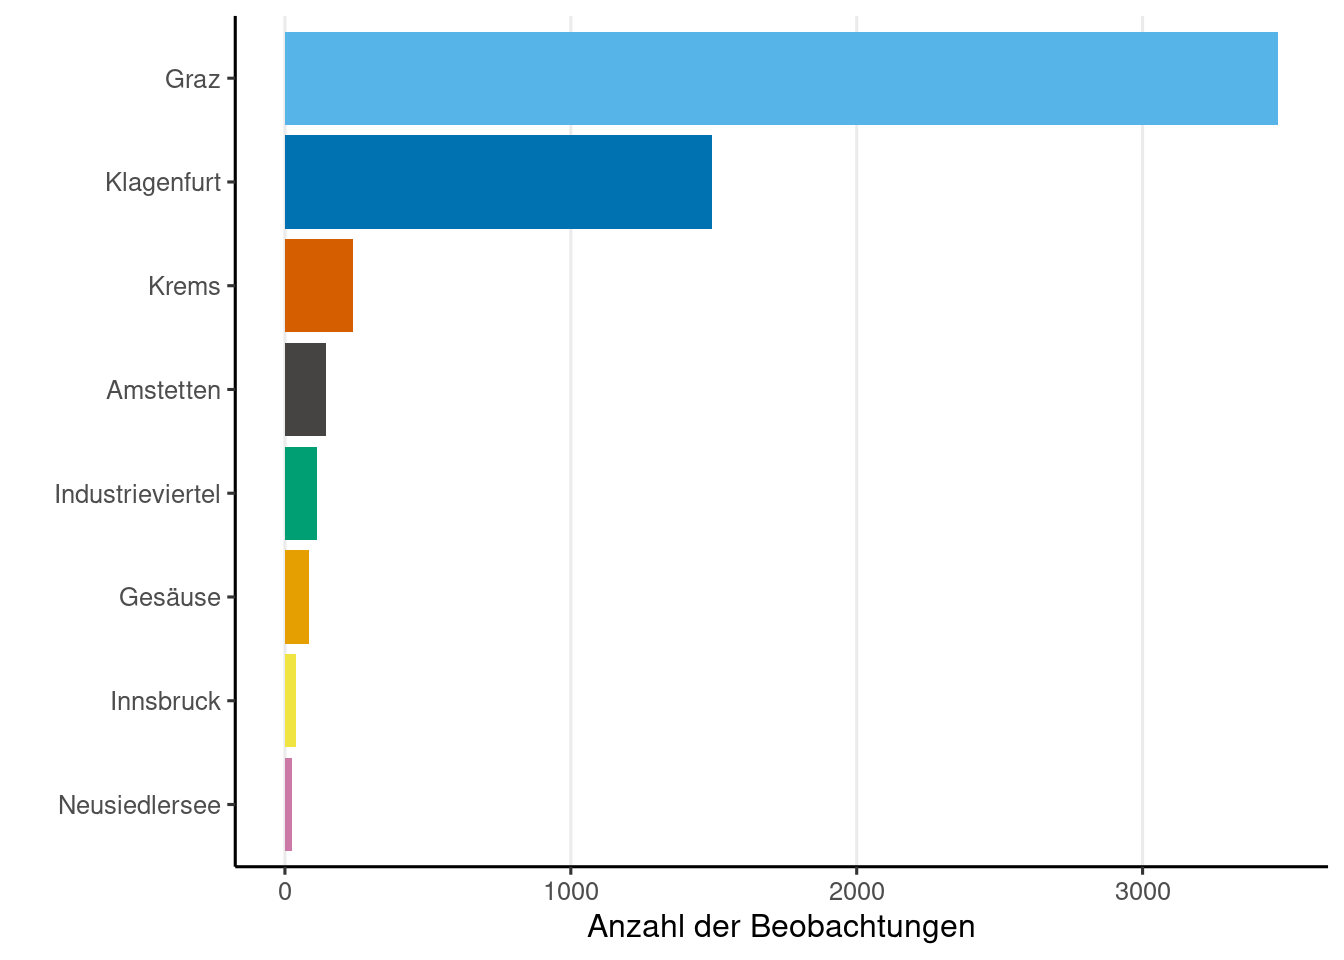 Graz
Klagenfurt
Krems
Amstetten
Industrieviertel
Gesäuse
Innsbruck
Neusiedlersee
0 1000 2000 3000
Anzahl der Beobachtungen